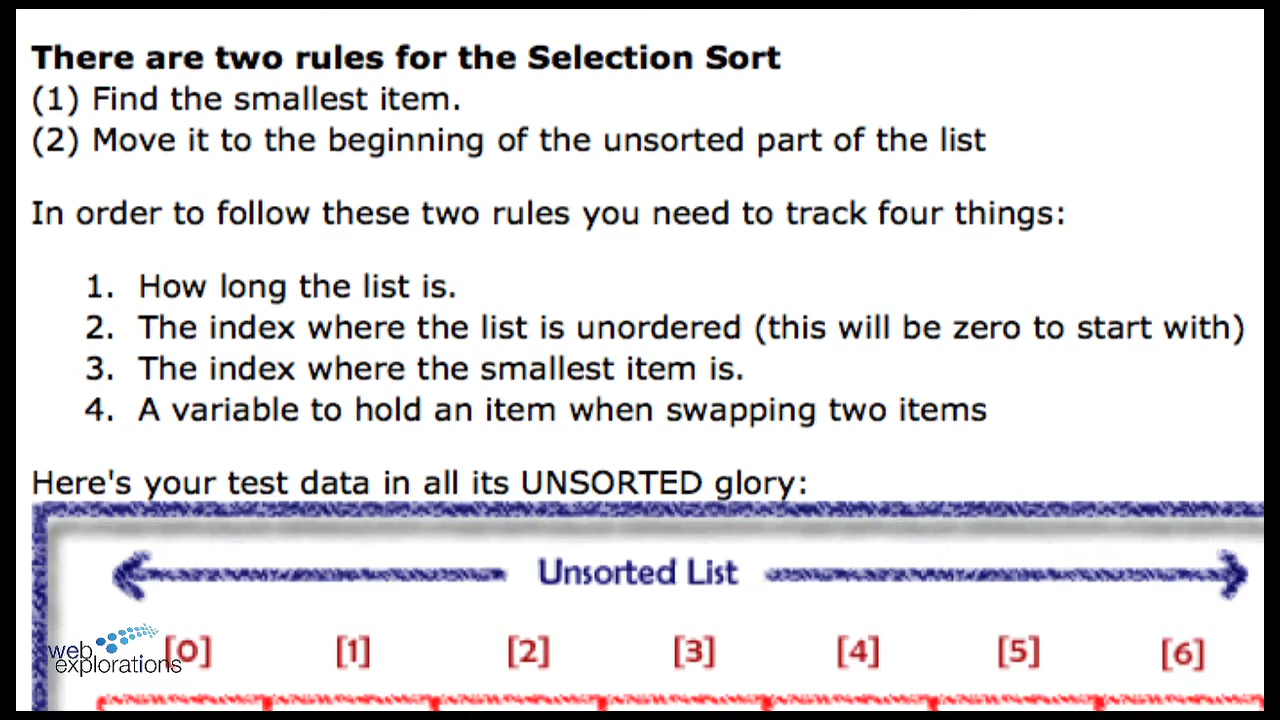 There are two rules for the Selection Sort
(1) Find the smallest item.
(2) Move it to the beginning of the unsorted part of the list
In order to follow these two rules you need to track four things:
1. How long the list is.
2. The index where the list is unordered (this will be zero to start with)
3. The index where the smallest item is.
4. A variable to hold an item when swapping two items
Here's your test data in all its UNSORTED glory:
Unsorted List
[0] [1] [2] [3] [4] [5] [6]
web
explorations